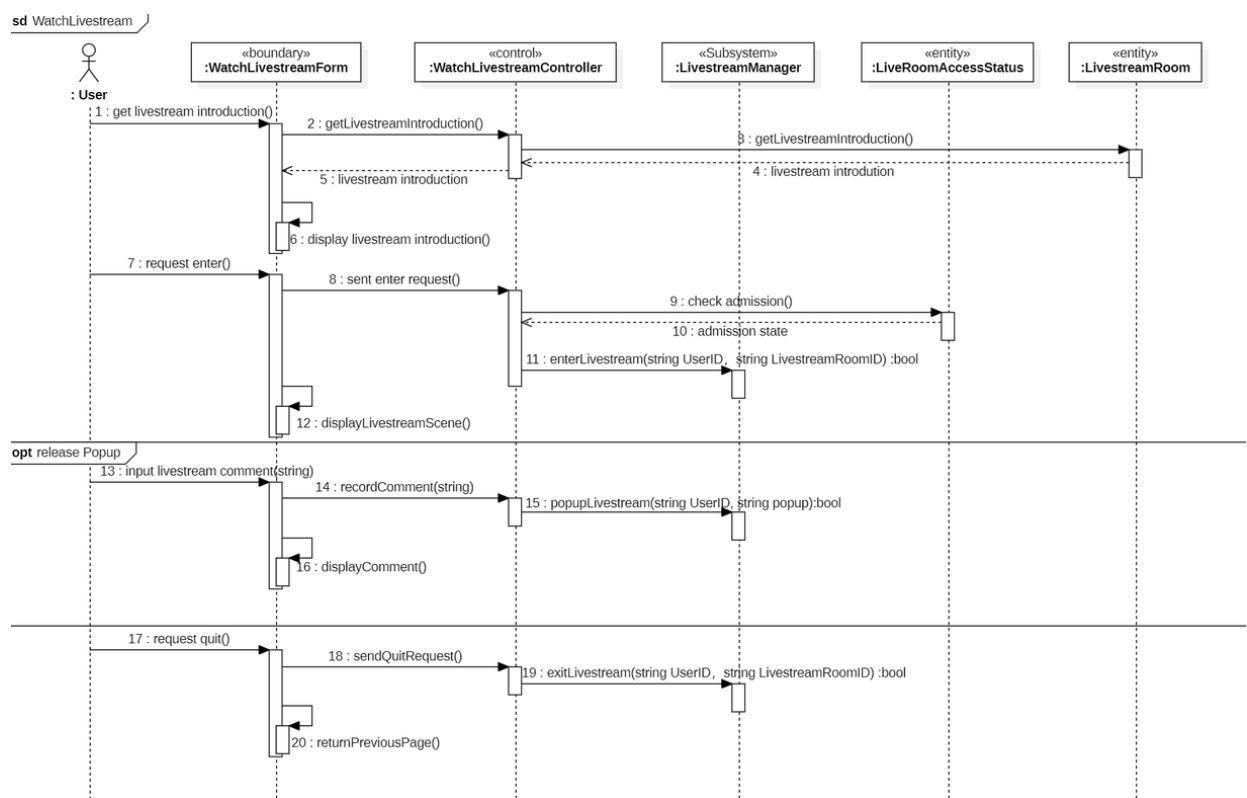 sd WatchLivestream
«boundary»
:WatchLivestreamForm
«control»
:WatchLivestreamController
«Subsystem»
:LivestreamManager
«entity»
:LiveRoomAccessStatus
«entity»
:LivestreamRoom
: User
1 : get livestream introduction()
2 : getLivestreamIntroduction()
3 : getLivestreamIntroduction()
4 : livestream introdution
5 : livestream introduction
6 : display livestream introduction()
7 : request enter()
8 : sent enter request()
9 : check admission()
10 : admission state
11 : enterLivestream(string UserID,  string LivestreamRoomID) :bool
12 : displayLivestreamScene()
opt release Popup
13 : input livestream comment(string)
14 : recordComment(string)
15 : popupLivestream(string UserID, string popup):bool
16 : displayComment()
17 : request quit()
18 : sendQuitRequest()
19 : exitLivestream(string UserID,  string LivestreamRoomID) :bool
20 : returnPreviousPage()